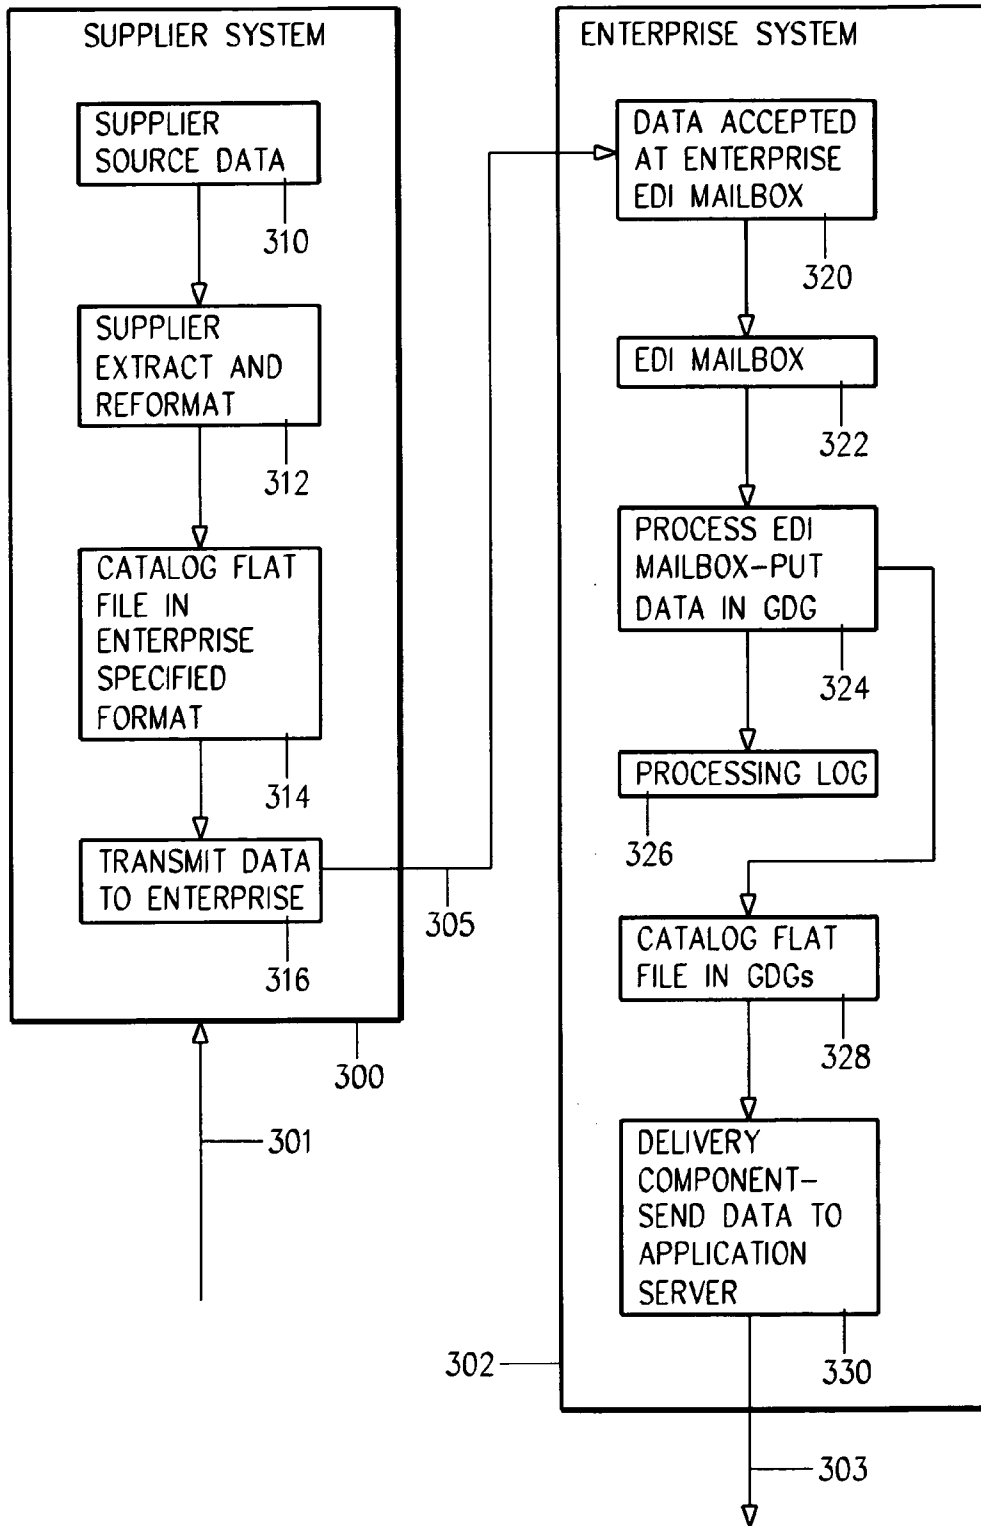 SUPPLIER SYSTEM
SUPPLIER
SOURCE DATA
310
SUPPLIER
EXTRACT AND
REFORMAT
312
CATALOG FLAT
FILE IN
ENTERPRISE
SPECIFIED
FORMAT
314
TRANSMIT DATA
TO ENTERPRISE
316
300
301
305
ENTERPRISE SYSTEM
DATA ACCEPTED
AT ENTERPRISE
EDI MAILBOX
320
EDI MAILBOX
322
PROCESS EDI
MAILBOX-PUT
DATA IN GDG
324
PROCESSING LOG
326
CATALOG FLAT
FILE IN GDGs
328
DELIVERY
COMPONENT-
SEND DATA TO
APPLICATION
SERVER
330
302
303